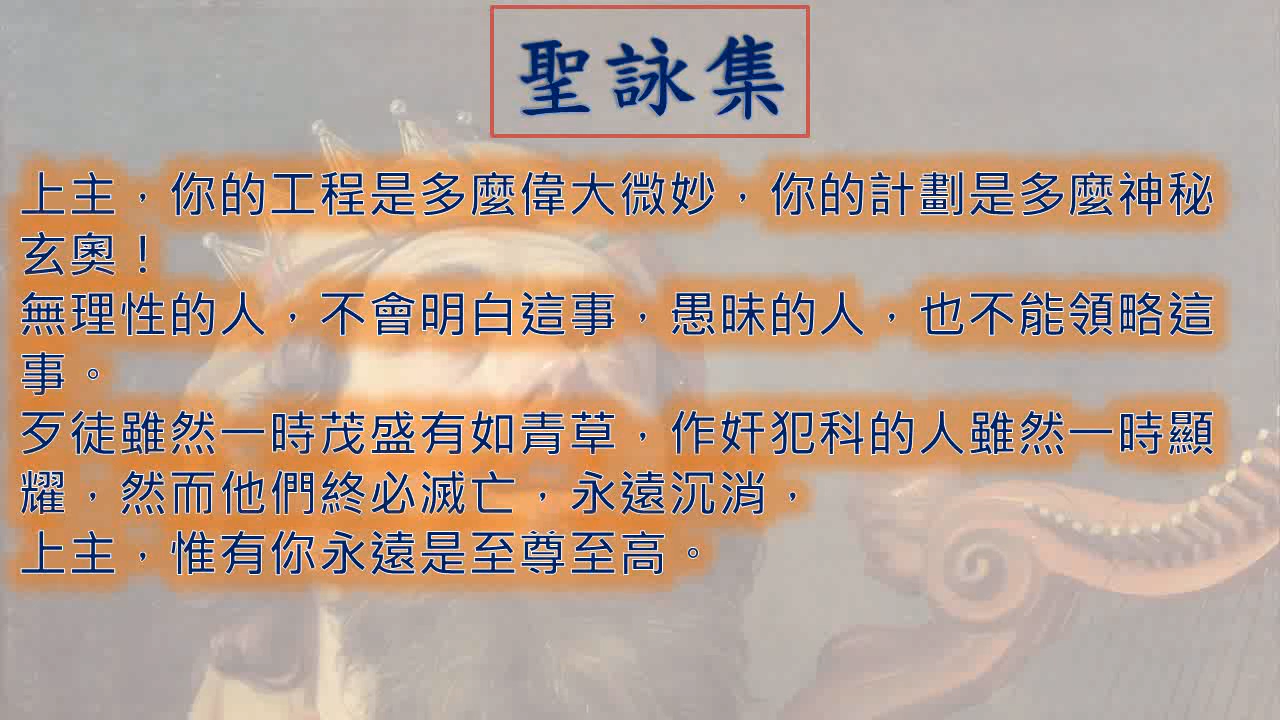 聖詠集
上主，你的工程是多麼偉大微妙，你的計劃是多麼神秘
玄奧！
無理性的人，不會明白這事，愚昧的人，也不能領略這
事。
歹徒雖然一時茂盛有如青草，作奸犯科的人雖然一時顯
耀，然而他們終必滅亡，永遠沉消，
上主，惟有你永遠是至尊至高。